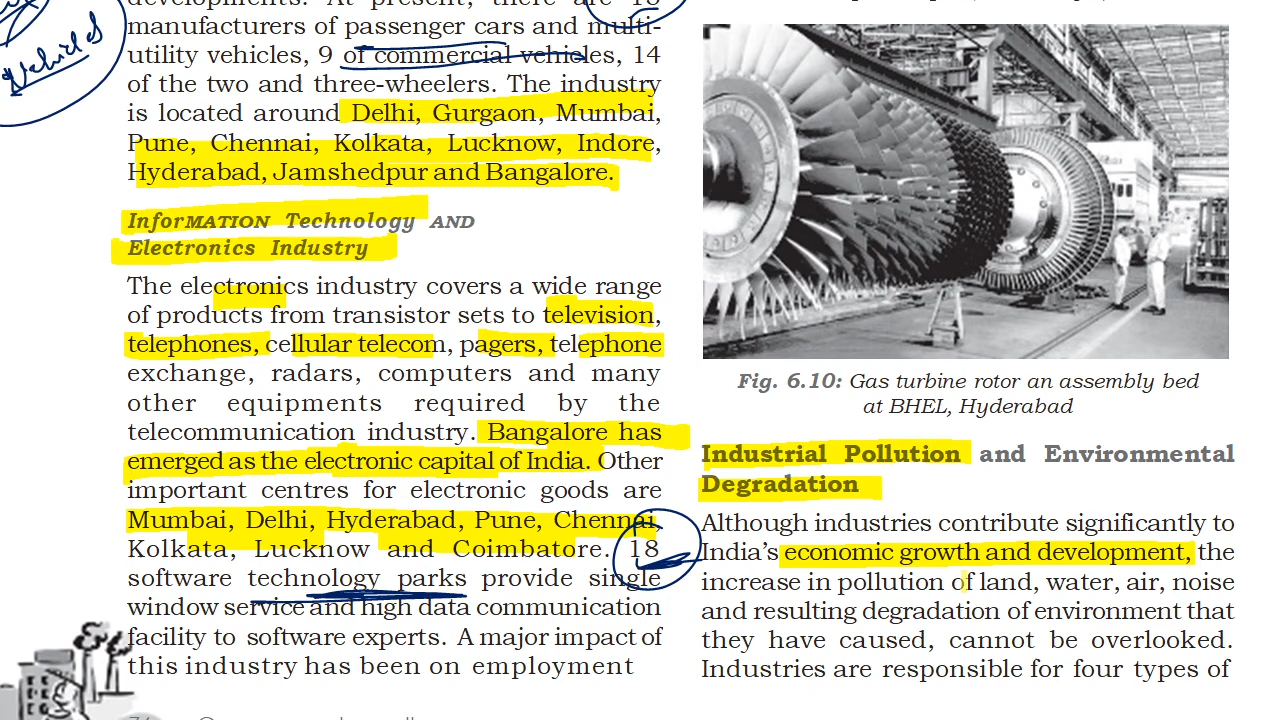 vehicles
manufacturers of passenger cars and multi-
utility vehicles, 9 of commercial vehicles, 14
of the two and three-wheelers. The industry
is located around Delhi, Gurgaon, Mumbai,
Pune, Chennai, Kolkata, Lucknow, Indore,
Hyderabad, Jamshedpur and Bangalore.
InforMATION Technology AND
Electronics Industry
The electronics industry covers a wide range
of products from transistor sets to television,
telephones, cellular telecom, pagers, telephone
exchange, radars, computers and many
other equipments required by the
telecommunication industry. Bangalore has
emerged as the electronic capital of India. Other
important centres for electronic goods are
Mumbai, Delhi, Hyderabad, Pune, Chennai,
Kolkata, Lucknow and Coimbatore. 18
software technology parks provide single
window service and high data communication
facility to software experts. A major impact of
this industry has been on employment
Fig. 6.10: Gas turbine rotor an assembly bed
at BHEL, Hyderabad
Industrial Pollution and Environmental
Degradation
Although industries contribute significantly to
India's economic growth and development, the
increase in pollution of land, water, air, noise
and resulting degradation of environment that
they have caused, cannot be overlooked.
Industries are responsible for four types of